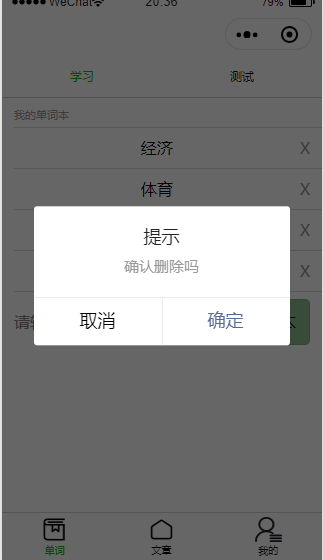 WeChat 20:36 79%
学习 测试
我的单词本
经济 X
体育 X
X
X
提示
确认删除吗
取消 确定
单词 文章 我的